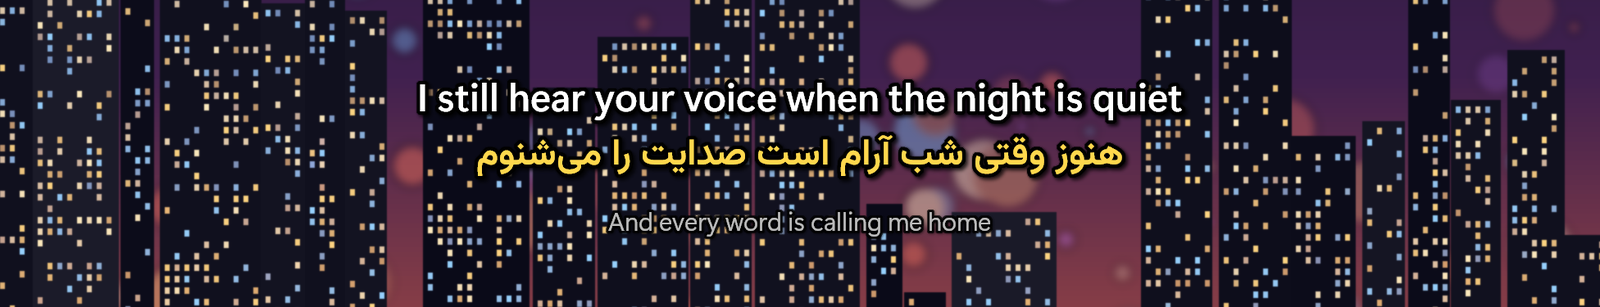 I still hear your voice when the night is quiet
هنوز وقتی شب آرام است صدایت را می‌شنوم
And every word is calling me home